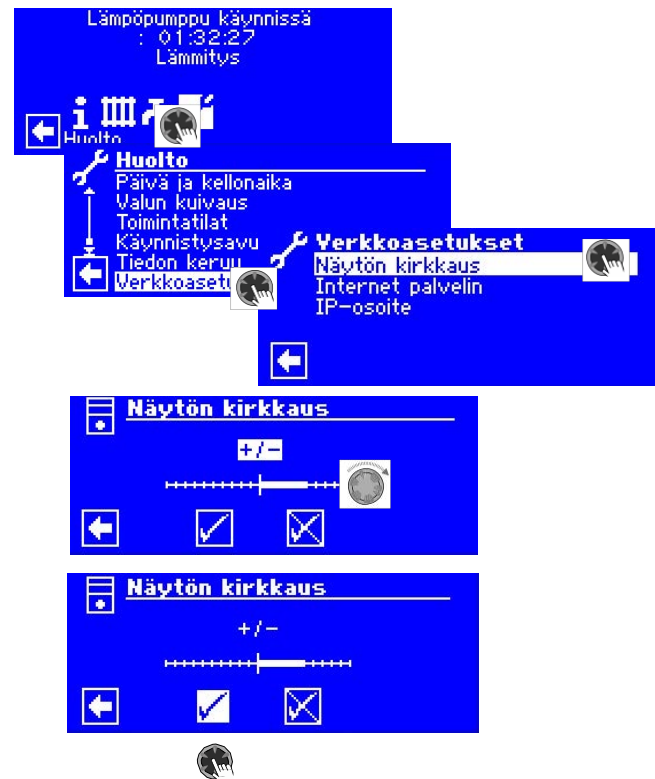 Lämpöpumppu käynnissä
: 01:32:27
Lämmitys
Huolto
Huolto
Päivä ja kellonaika
Valun kuivaus
Toimintatilat
Käynnistysavu
Tiedon keruu
Verkkoasetu
Verkkoasetukset
Näytön kirkkaus
Internet palvelin
IP-osoite
Näytön kirkkaus
+/-
Näytön kirkkaus
+/-